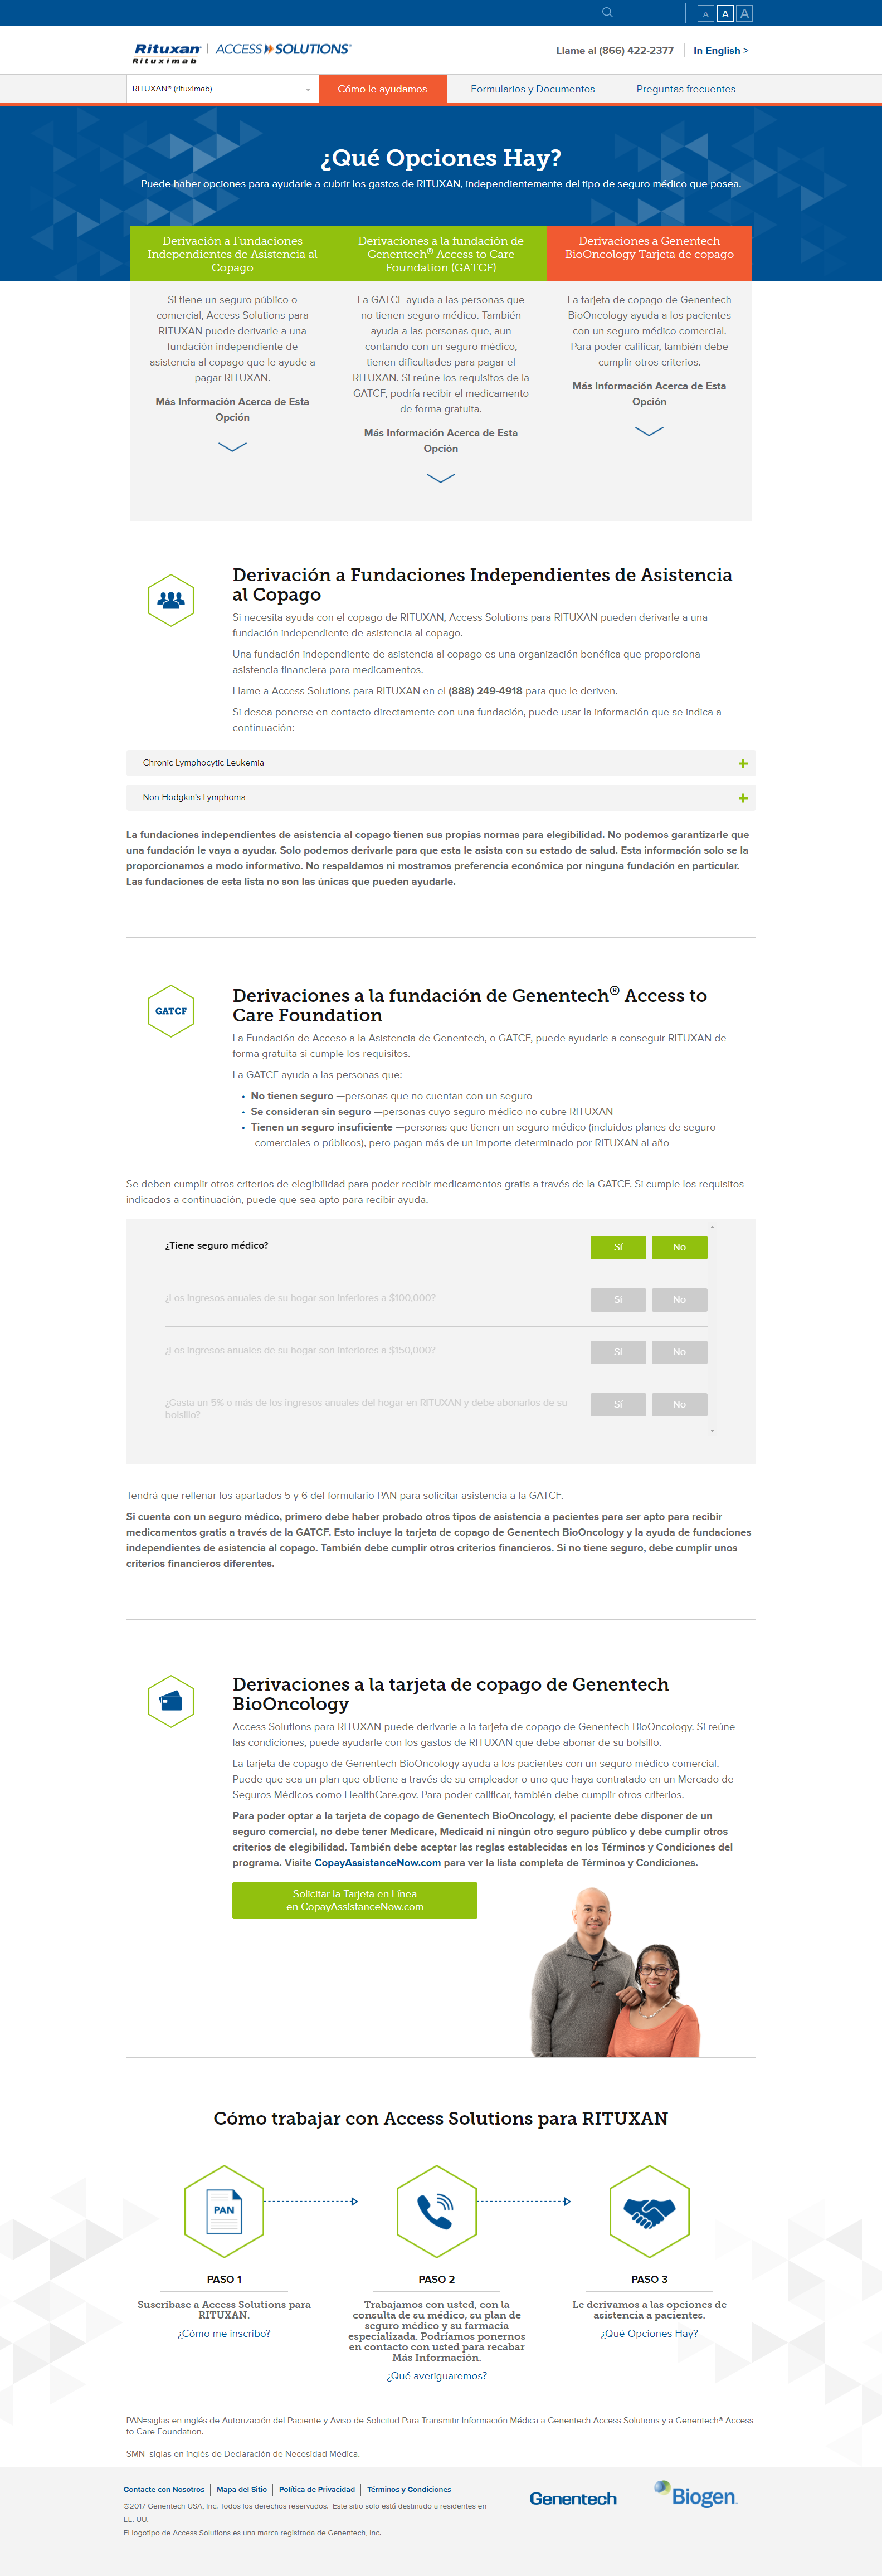 A A A
Rituxan® Rituximab | ACCESS SOLUTIONS®
Llame al (866) 422-2377
In English >
RITUXAN® (rituximab)
Cómo le ayudamos
Formularios y Documentos
Preguntas frecuentes
¿Qué Opciones Hay?
Puede haber opciones para ayudarle a cubrir los gastos de RITUXAN, independientemente del tipo de seguro médico que posea.
Derivación a Fundaciones
Independientes de Asistencia al
Copago
Si tiene un seguro público o
comercial, Access Solutions para
RITUXAN puede derivarle a una
fundación independiente de
asistencia al copago que le ayude a
pagar RITUXAN.
Más Información Acerca de Esta
Opción
Derivaciones a la fundación de
Genentech® Access to Care
Foundation (GATCF)
La GATCF ayuda a las personas que
no tienen seguro médico. También
ayuda a las personas que, aun
contando con un seguro médico,
tienen dificultades para pagar el
RITUXAN. Si reúne los requisitos de la
GATCF, podría recibir el medicamento
de forma gratuita.
Más Información Acerca de Esta
Opción
Derivaciones a Genentech
BioOncology Tarjeta de copago
La tarjeta de copago de Genentech
BioOncology ayuda a los pacientes
con un seguro médico comercial.
Para poder calificar, también debe
cumplir otros criterios.
Más Información Acerca de Esta
Opción
Derivación a Fundaciones Independientes de Asistencia
al Copago
Si necesita ayuda con el copago de RITUXAN, Access Solutions para RITUXAN pueden derivarle a una
fundación independiente de asistencia al copago.
Una fundación independiente de asistencia al copago es una organización benéfica que proporciona
asistencia financiera para medicamentos.
Llame a Access Solutions para RITUXAN en el (888) 249-4918 para que le deriven.
Si desea ponerse en contacto directamente con una fundación, puede usar la información que se indica a
continuación:
Chronic Lymphocytic Leukemia
Non-Hodgkin's Lymphoma
La fundaciones independientes de asistencia al copago tienen sus propias normas para elegibilidad. No podemos garantizarle que
una fundación le vaya a ayudar. Solo podemos derivarle para que esta le asista con su estado de salud. Esta información solo se la
proporcionamos a modo informativo. No respaldamos ni mostramos preferencia económica por ninguna fundación en particular.
Las fundaciones de esta lista no son las únicas que pueden ayudarle.
GATCF
Derivaciones a la fundación de Genentech® Access to
Care Foundation
La Fundación de Acceso a la Asistencia de Genentech, o GATCF, puede ayudarle a conseguir RITUXAN de
forma gratuita si cumple los requisitos.
La GATCF ayuda a las personas que:
• No tienen seguro —personas que no cuentan con un seguro
• Se consideran sin seguro —personas cuyo seguro médico no cubre RITUXAN
• Tienen un seguro insuficiente —personas que tienen un seguro médico (incluidos planes de seguro
comerciales o públicos), pero pagan más de un importe determinado por RITUXAN al año
Se deben cumplir otros criterios de elegibilidad para poder recibir medicamentos gratis a través de la GATCF. Si cumple los requisitos
indicados a continuación, puede que sea apto para recibir ayuda.
¿Tiene seguro médico? Sí No
¿Los ingresos anuales de su hogar son inferiores a $100,000? Sí No
¿Los ingresos anuales de su hogar son inferiores a $150,000? Sí No
¿Gasta un 5% o más de los ingresos anuales del hogar en RITUXAN y debe abonarlos de su
bolsillo? Sí No
Tendrá que rellenar los apartados 5 y 6 del formulario PAN para solicitar asistencia a la GATCF.
Si cuenta con un seguro médico, primero debe haber probado otros tipos de asistencia a pacientes para ser apto para recibir
medicamentos gratis a través de la GATCF. Esto incluye la tarjeta de copago de Genentech BioOncology y la ayuda de fundaciones
independientes de asistencia al copago. También debe cumplir otros criterios financieros. Si no tiene seguro, debe cumplir unos
criterios financieros diferentes.
Derivaciones a la tarjeta de copago de Genentech
BioOncology
Access Solutions para RITUXAN puede derivarle a la tarjeta de copago de Genentech BioOncology. Si reúne
las condiciones, puede ayudarle con los gastos de RITUXAN que debe abonar de su bolsillo.
La tarjeta de copago de Genentech BioOncology ayuda a los pacientes con un seguro médico comercial.
Puede que sea un plan que obtiene a través de su empleador o uno que haya contratado en un Mercado de
Seguros Médicos como HealthCare.gov. Para poder calificar, también debe cumplir otros criterios.
Para poder optar a la tarjeta de copago de Genentech BioOncology, el paciente debe disponer de un
seguro comercial, no debe tener Medicare, Medicaid ni ningún otro seguro público y debe cumplir otros
criterios de elegibilidad. También debe aceptar las reglas establecidas en los Términos y Condiciones del
programa. Visite CopayAssistanceNow.com para ver la lista completa de Términos y Condiciones.
Solicitar la Tarjeta en Línea
en CopayAssistanceNow.com
Cómo trabajar con Access Solutions para RITUXAN
PAN
PASO 1
Suscríbase a Access Solutions para
RITUXAN.
¿Cómo me inscribo?
PASO 2
Trabajamos con usted, con la
consulta de su médico, su plan de
seguro médico y su farmacia
especializada. Podríamos ponernos
en contacto con usted para recabar
Más Información.
¿Qué averiguaremos?
PASO 3
Le derivamos a las opciones de
asistencia a pacientes.
¿Qué Opciones Hay?
PAN=siglas en inglés de Autorización del Paciente y Aviso de Solicitud Para Transmitir Información Médica a Genentech Access Solutions y a Genentech® Access
to Care Foundation.
SMN=siglas en inglés de Declaración de Necesidad Médica.
Contacte con Nosotros | Mapa del Sitio | Política de Privacidad | Términos y Condiciones
©2017 Genentech USA, Inc. Todos los derechos reservados. Este sitio solo está destinado a residentes en
EE. UU.
El logotipo de Access Solutions es una marca registrada de Genentech, Inc.
Genentech
Biogen